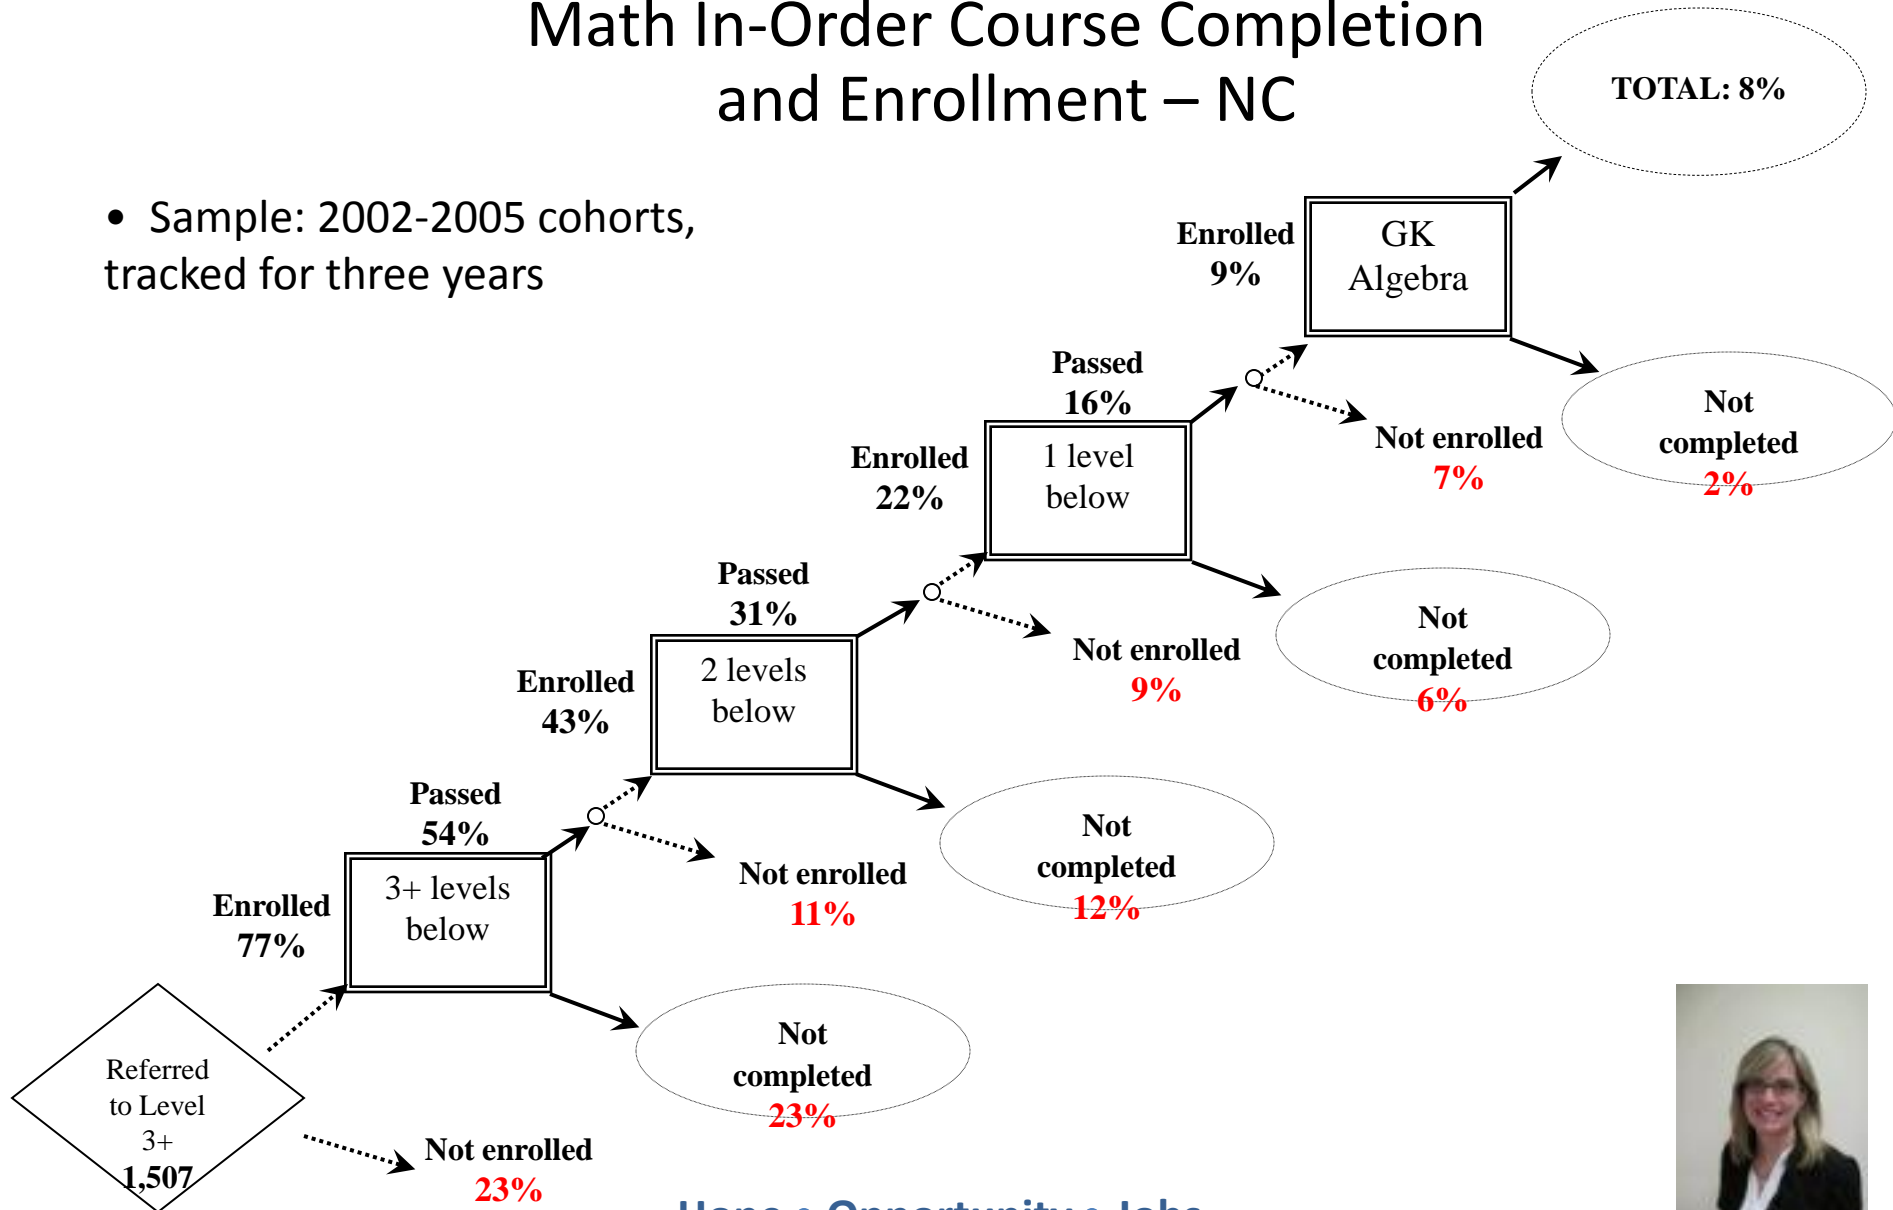 Math In-Order Course Completion
and Enrollment – NC
TOTAL: 8%
• Sample: 2002-2005 cohorts,
tracked for three years
Enrolled
9%
GK
Algebra
Passed
16%
Not enrolled
7%
Not
completed
2%
Enrolled
22%
1 level
below
Passed
31%
Not enrolled
9%
Not
completed
6%
Enrolled
43%
2 levels
below
Passed
54%
Not enrolled
11%
Not
completed
12%
Enrolled
77%
3+ levels
below
Not
completed
23%
Referred
to Level
3+
1,507
Not enrolled
23%
Hope • Opportunity • Jobs